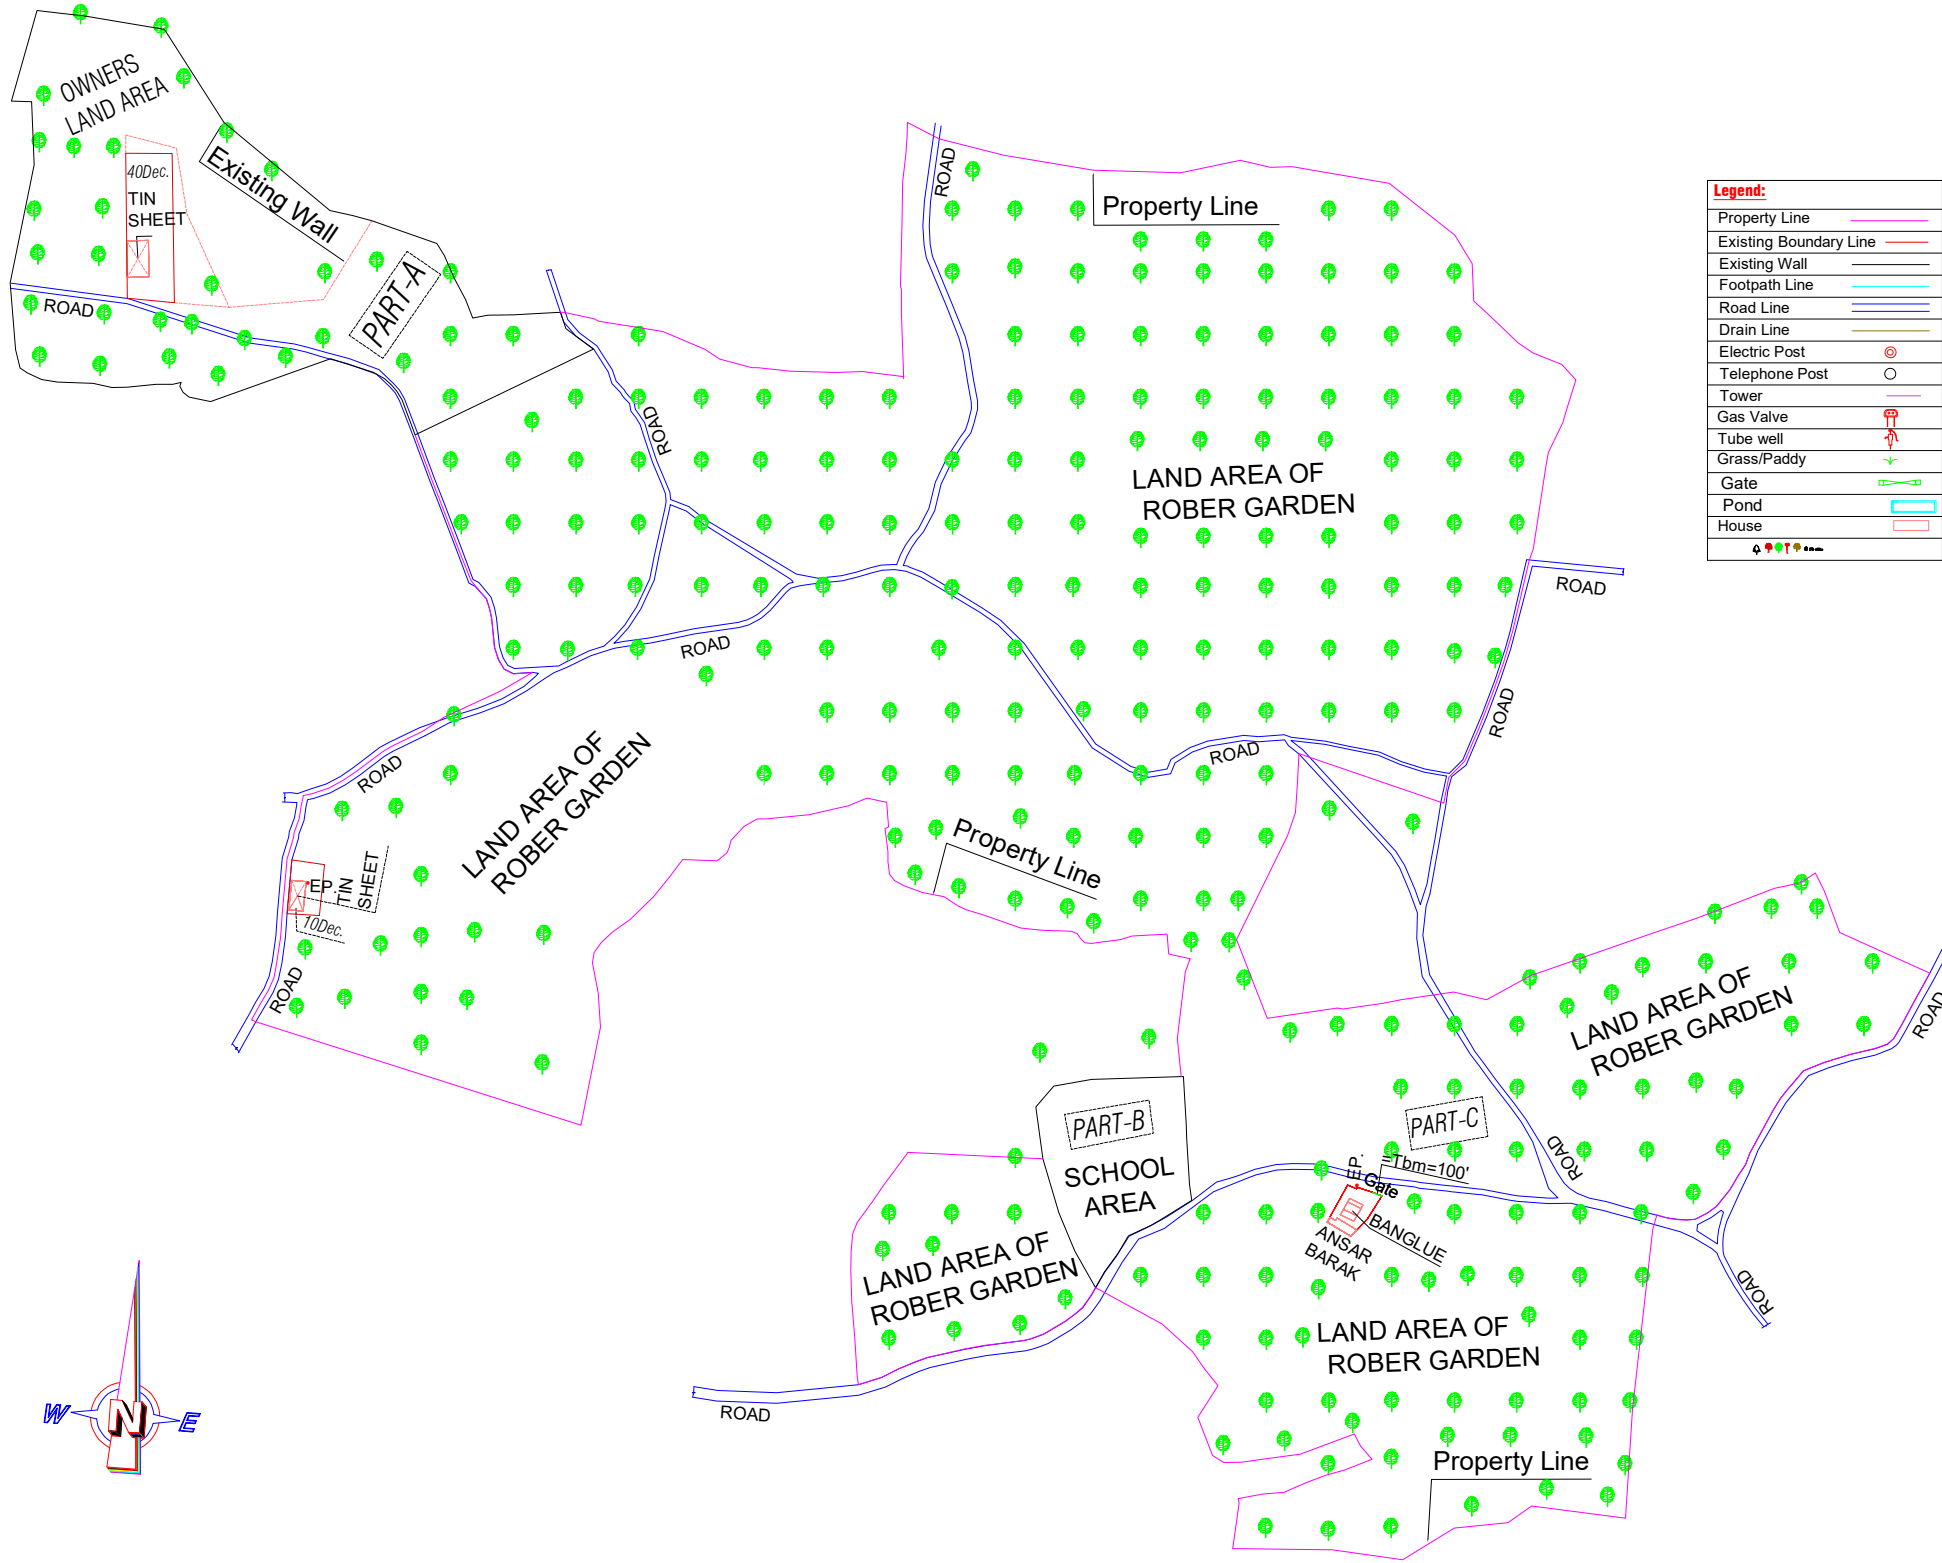 OWNERS
LAND AREA
40Dec.
TIN
SHEET
Existing Wall
PART-A
ROAD
ROAD
Property Line
ROAD
LAND AREA OF
ROBER GARDEN
ROAD
ROAD
ROAD
ROAD
ROAD
LAND AREA OF
ROBER GARDEN
EP.
TIN
SHEET
10Dec.
ROAD
Property Line
LAND AREA OF
ROBER GARDEN
ROAD
PART-B
SCHOOL
AREA
PART-C
EP.
=Tbm=100'
Gate
BANGLUE
ANSAR
BARAK
ROAD
ROAD
LAND AREA OF
ROBER GARDEN
LAND AREA OF
ROBER GARDEN
Property Line
ROAD
W
N
E
Legend:
Property Line
Existing Boundary Line
Existing Wall
Footpath Line
Road Line
Drain Line
Electric Post
Telephone Post
Tower
Gas Valve
Tube well
Grass/Paddy
Gate
Pond
House